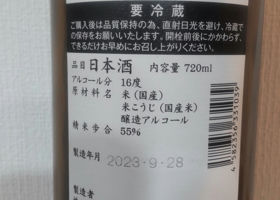 要冷蔵
ご購入後は品質保持の為、直射日光を避け、冷蔵で
の保存をお願いいたします。開栓前後にかかわらず、
できるだけお早めにお召し上がりください。
品目 日本酒 内容量 720ml
アルコール分 16度
原材料名 米(国産)
米こうじ(国産米)
醸造アルコール
精米歩合 55%
製造年月 2023-9-28
製造者
4582356331039